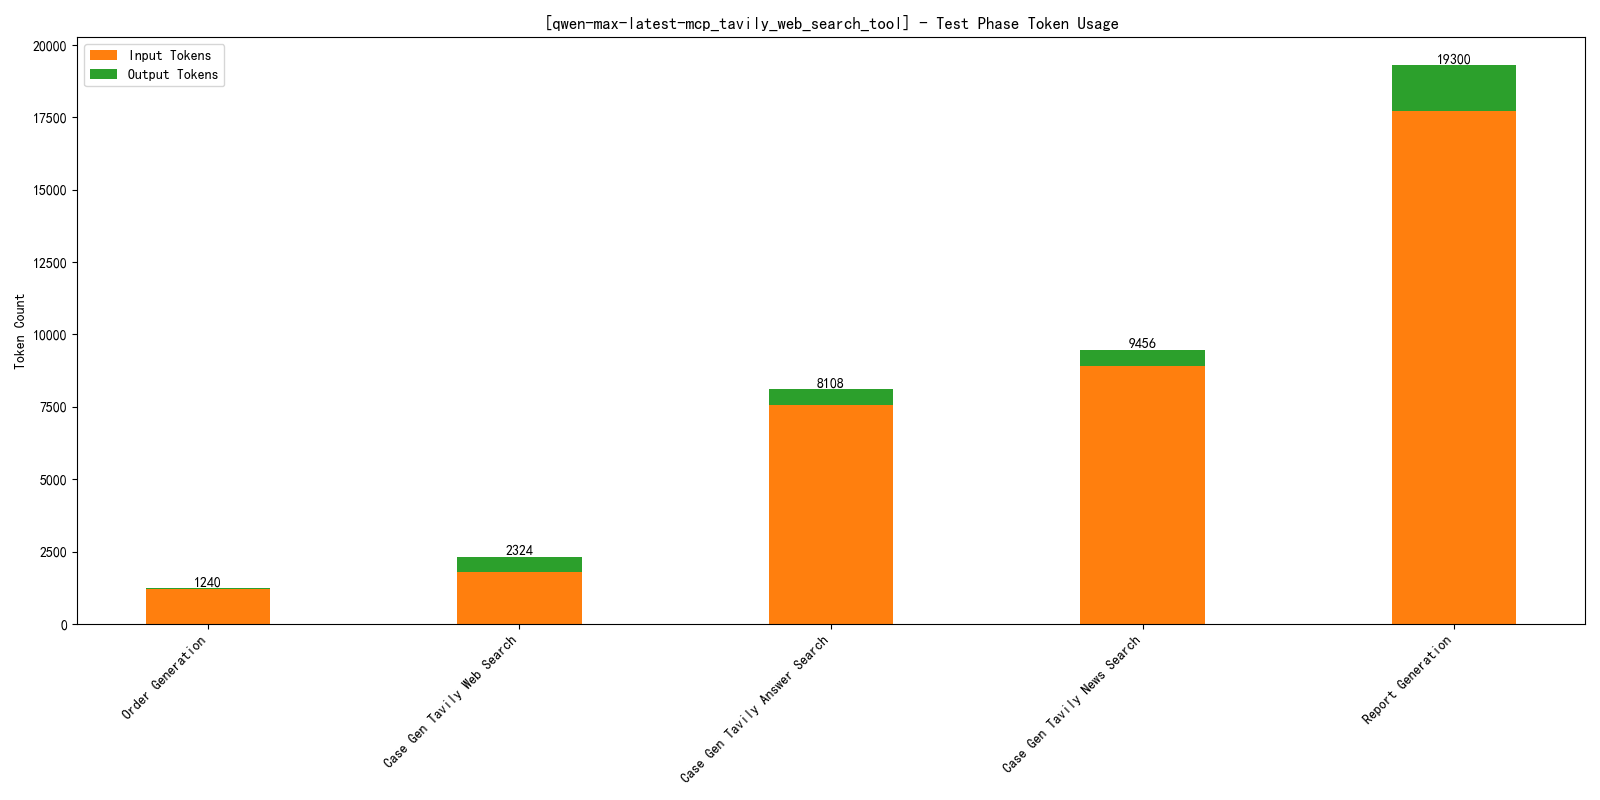 [qwen-max-latest-mcp_tavily_web_search_tool] - Test Phase Token Usage
Input Tokens
Output Tokens
Token Count
20000
17500
15000
12500
10000
7500
5000
2500
0
1240
2324
8108
9456
19300
Order Generation
Case Gen Tavily Web Search
Case Gen Tavily Answer Search
Case Gen Tavily News Search
Report Generation